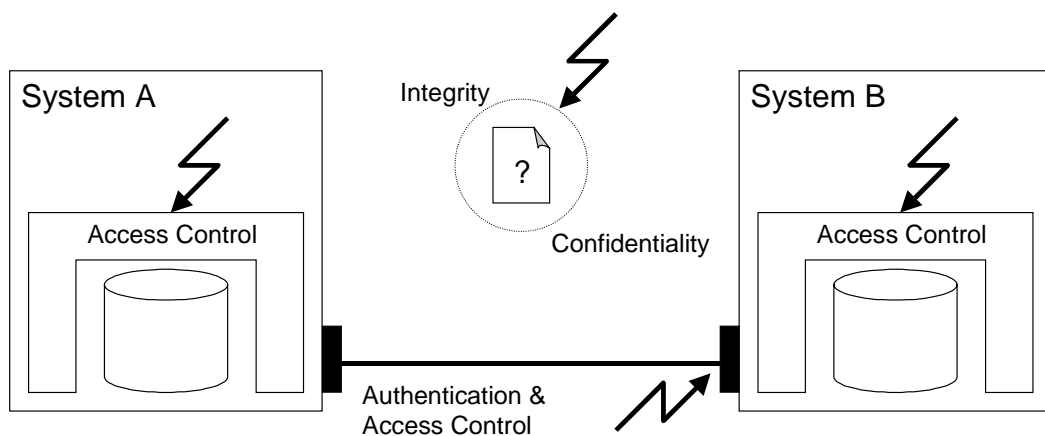 System A
Integrity
System B
?
Access Control
Access Control
Confidentiality
Authentication &
Access Control